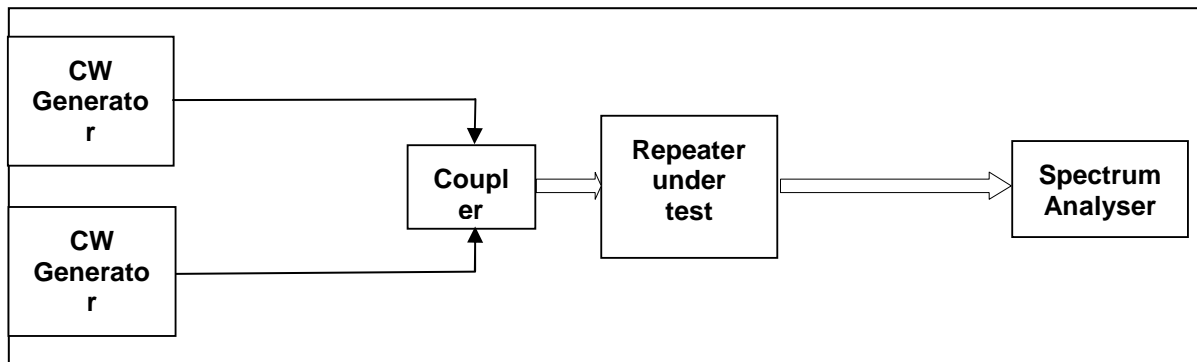 CW
Generato
r
CW
Generato
r
Coupl
er
Repeater
under
test
Spectrum
Analyser